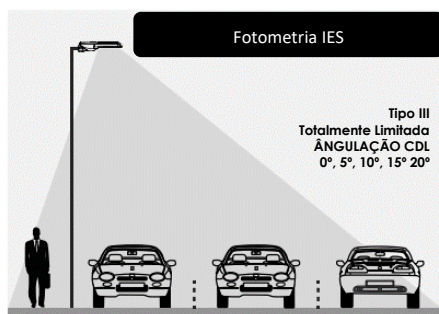 Fotometria IES
Tipo III
Totalmente Limitada
ÂNGULAÇÃO CDL
0º, 5º, 10º, 15º 20º